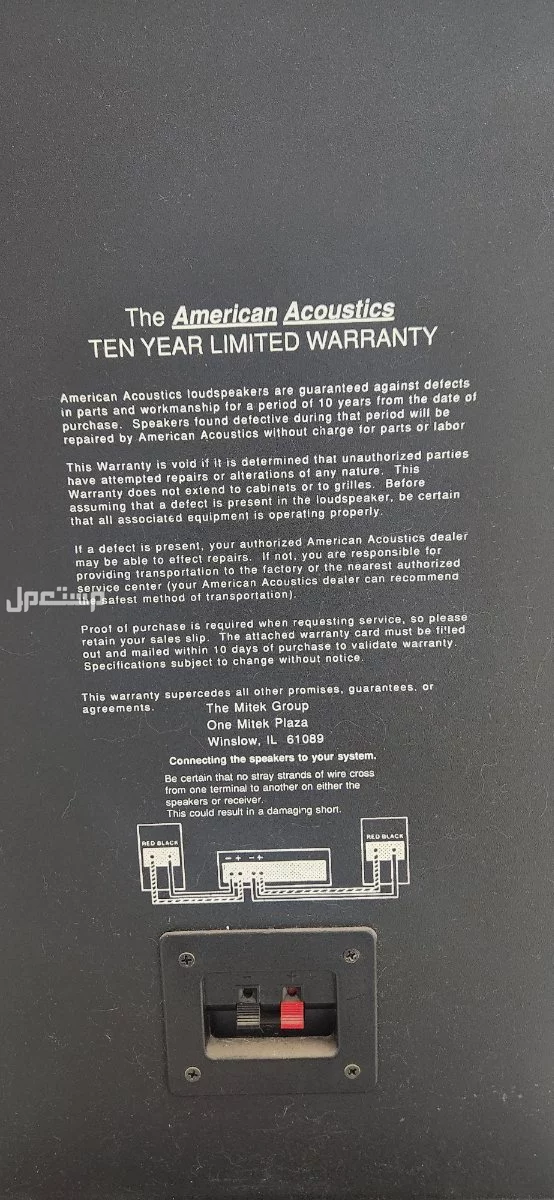 The American Acoustics
TEN YEAR LIMITED WARRANTY
American Acoustics loudspeakers are guaranteed against defects
in parts and workmanship for a period of 10 years from the date of
purchase. Speakers found defective during that period will be
repaired by American Acoustics without charge for parts or labor
This Warranty is void if it is determined that unauthorized parties
have attempted repairs or alterations of any nature. This
Warranty does not extend to cabinets or to grilles. Before
assuming that a defect is present in the loudspeaker, be certain
that all associated equipment is operating properly.
If a defect is present, your authorized American Acoustics dealer
may be able to effect repairs. If not, you are responsible for
providing transportation to the factory or the nearest authorized
service center (your American Acoustics dealer can recommend
safest method of transportation).
مستعمل
Proof of purchase is required when requesting service, so please
retain your sales slip. The attached warranty card must be filled
out and mailed within 10 days of purchase to validate warranty.
Specifications subject to change without notice.
This warranty supercedes all other promises, guarantees, or
agreements. The Mitek Group
One Mitek Plaza
Winslow, IL 61089
Connecting the speakers to your system.
Be certain that no stray strands of wire cross
from one terminal to another on either the
speakers or receiver.
This could result in a damaging short.
RED BLACK
RED BLACK
– + – +